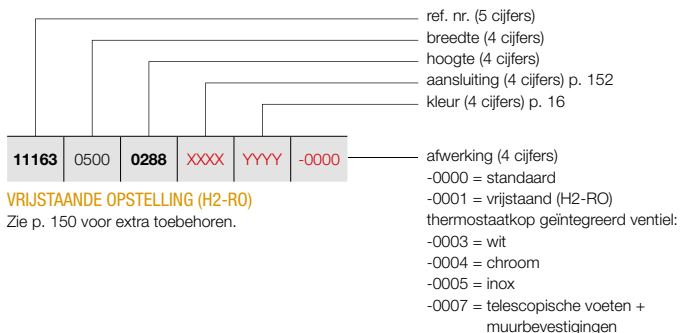 ref. nr. (5 cijfers)
breedte (4 cijfers)
hoogte (4 cijfers)
aansluiting (4 cijfers) p. 152
kleur (4 cijfers) p. 16
11163 0500 0288 XXXX YYYY -0000
afwerking (4 cijfers)
-0000 = standaard
-0001 = vrijstaand (H2-RO)
thermostaatkop geïntegreerd ventiel:
-0003 = wit
-0004 = chroom
-0005 = inox
-0007 = telescopische voeten +
muurbevestigingen
VRIJSTAANDE OPSTELLING (H2-RO)
Zie p. 150 voor extra toebehoren.